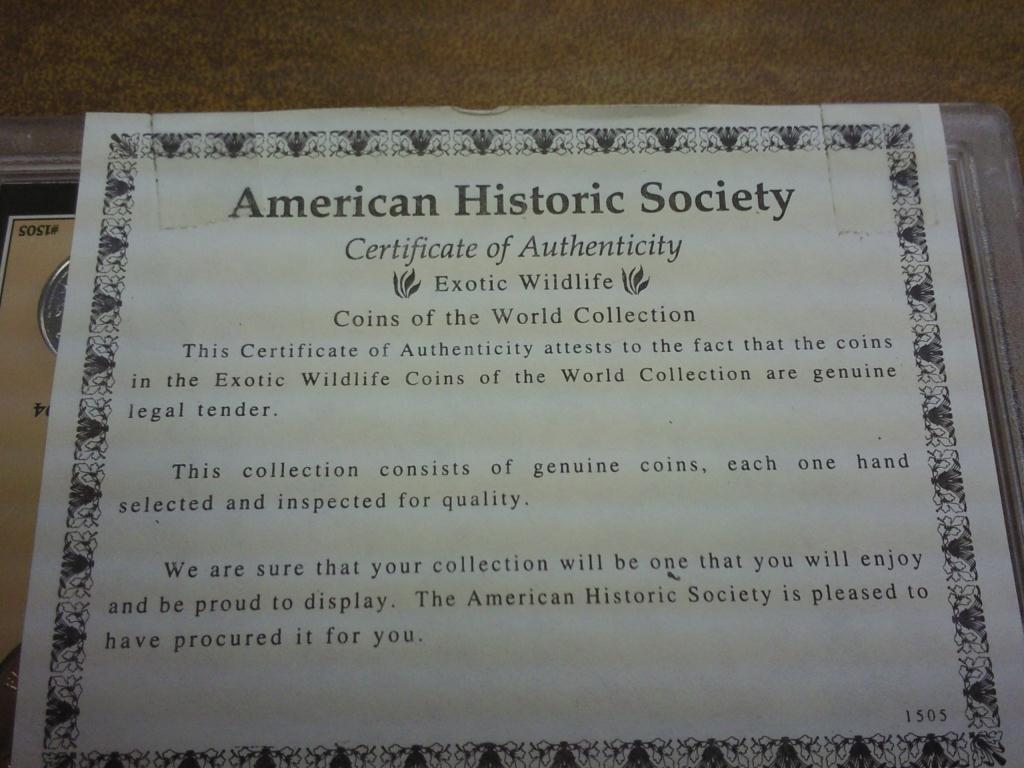 American Historic Society
Certificate of Authenticity
Exotic Wildlife
Coins of the World Collection
This Certificate of Authenticity attests to the fact that the coins
in the Exotic Wildlife Coins of the World Collection are genuine
legal tender.
This collection consists of genuine coins, each one hand
selected and inspected for quality.
We are sure that your collection will be one that you will enjoy
and be proud to display. The American Historic Society is pleased to
have procured it for you.
1505
#1505